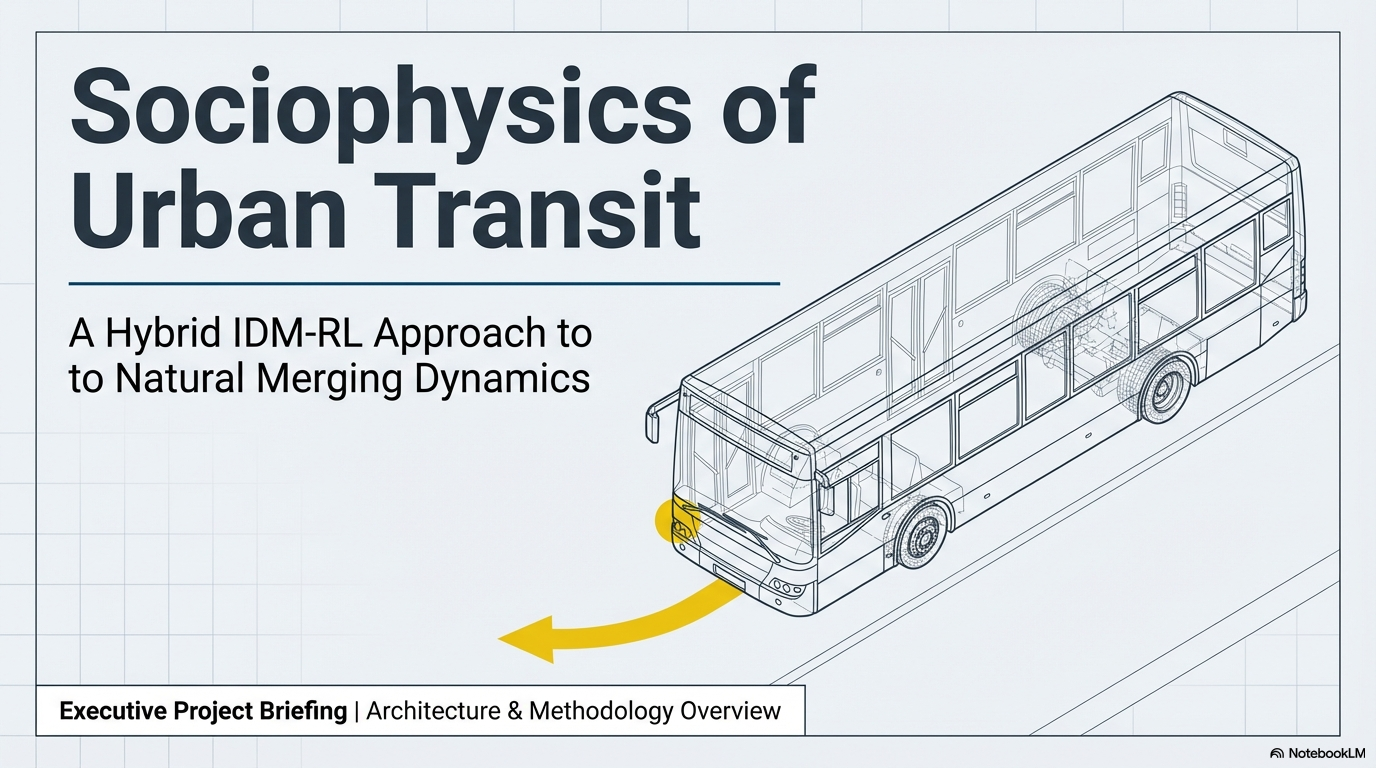 Sociophysics of
Urban Transit
A Hybrid IDM-RL Approach to
to Natural Merging Dynamics
Executive Project Briefing | Architecture & Methodology Overview
NotebookLM